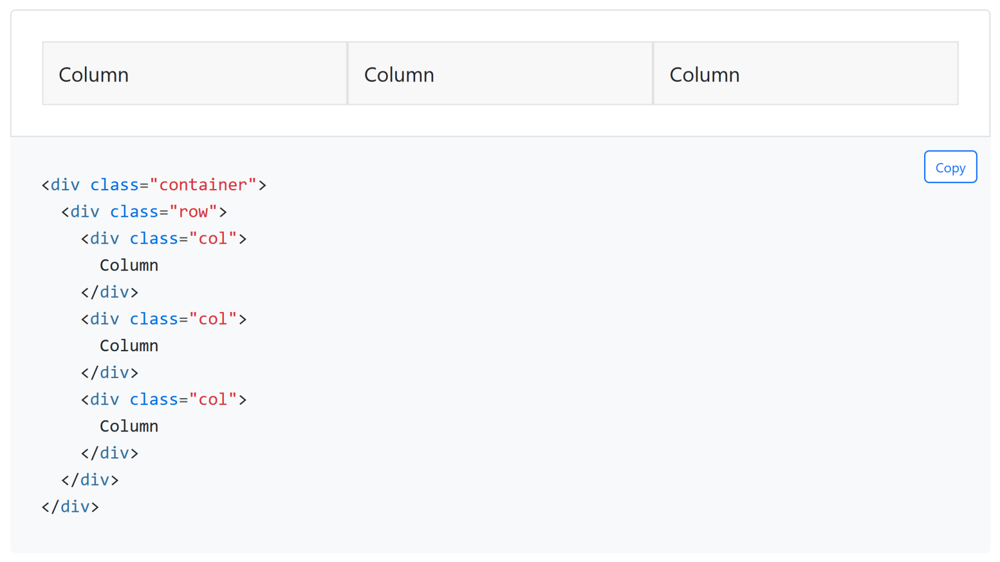 Column Column Column
Copy
<div class="container">
  <div class="row">
    <div class="col">
      Column
    </div>
    <div class="col">
      Column
    </div>
    <div class="col">
      Column
    </div>
  </div>
</div>